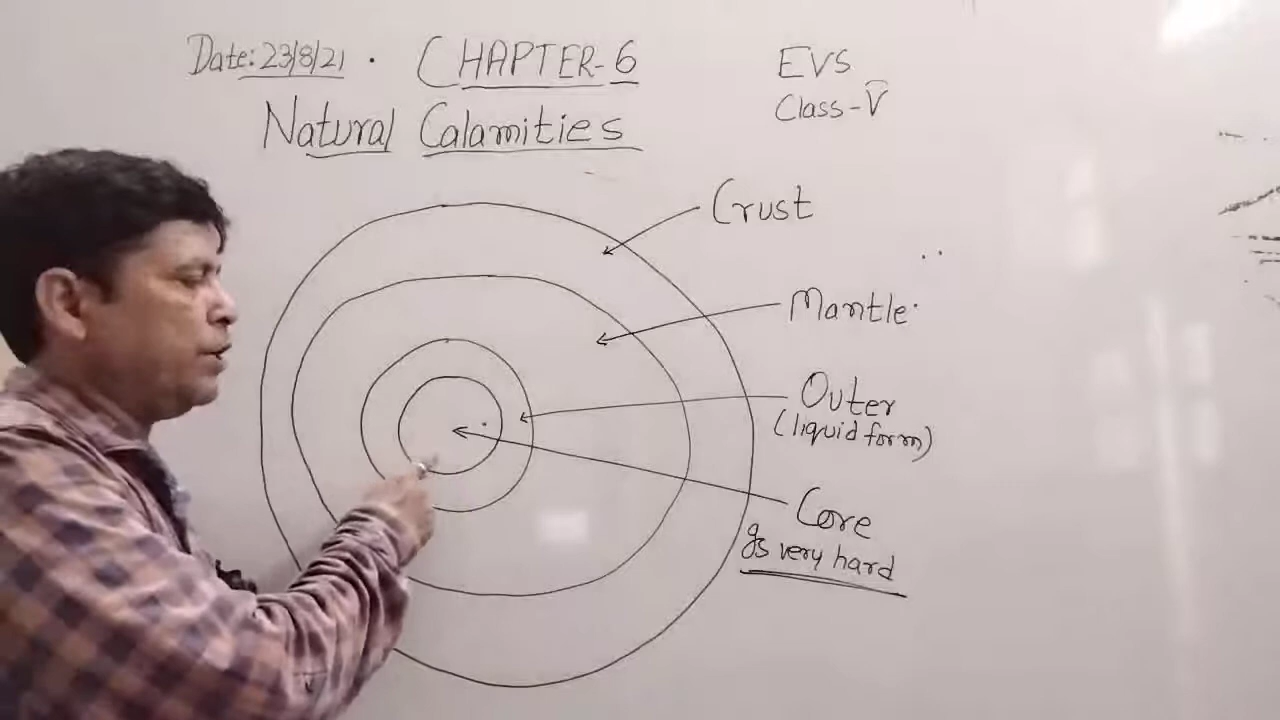 Date: 23/8/21 . CHAPTER-6
EVS
Class-V
Natural Calamities
Crust
Mantle
Outer
(liquid form)
Core
Is very hard